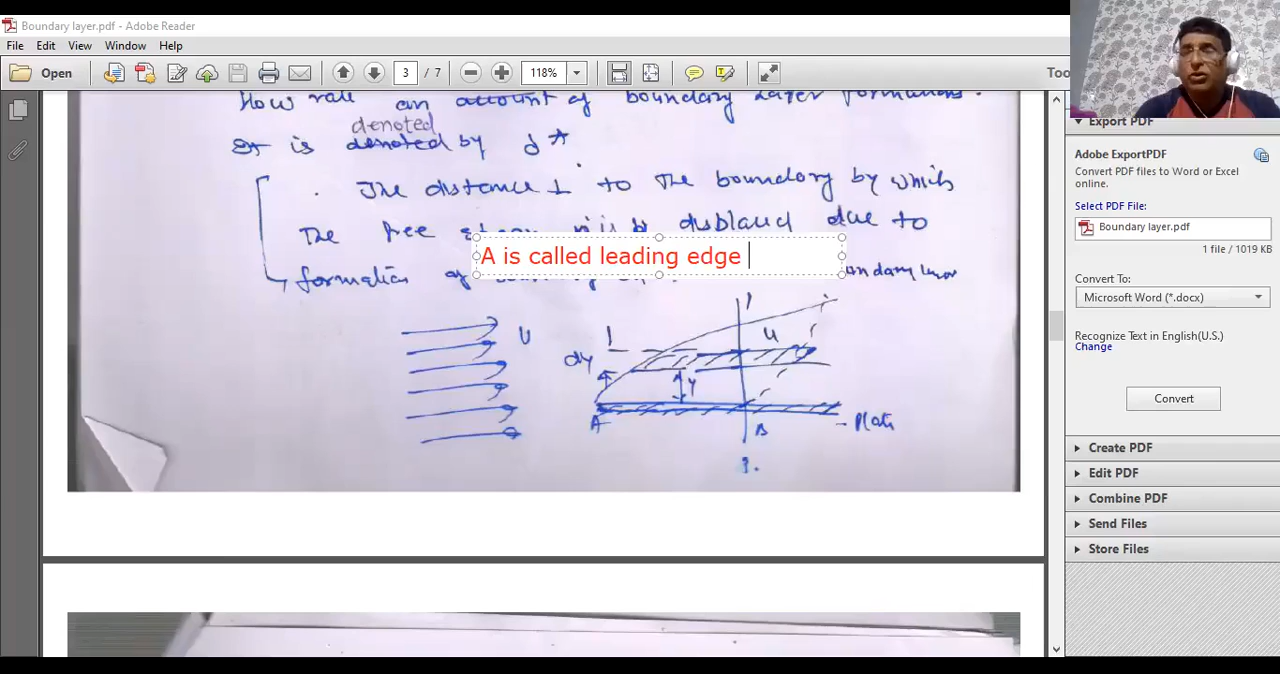 Boundary layer.pdf - Adobe Reader
File Edit View Window Help
Open 3 / 7 118% Too
flow rate on account of boundary layer formation.
denoted
It is denoted by δ*
. The distance ⊥ to the boundary by which
The free is displaced due to
A is called leading edge
formation of boundary layer
U
dy
1
u
y
A
B
- Plate
1.
Export PDF
Adobe ExportPDF
Convert PDF files to Word or Excel
online.
Select PDF File:
Boundary layer.pdf
1 file / 1019 KB
Convert To:
Microsoft Word (*.docx)
Recognize Text in English(U.S.)
Change
Convert
Create PDF
Edit PDF
Combine PDF
Send Files
Store Files